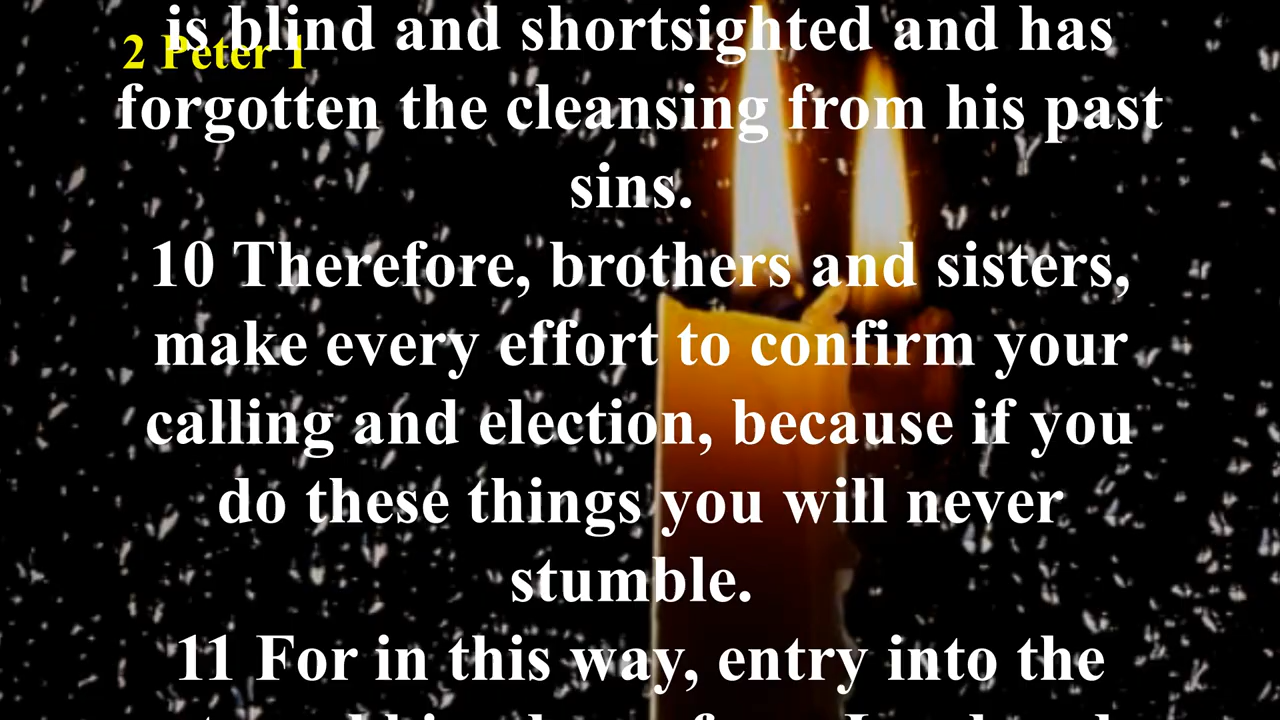 2 Peter 1
is blind and shortsighted and has
forgotten the cleansing from his past
sins.
10 Therefore, brothers and sisters,
make every effort to confirm your
calling and election, because if you
do these things you will never
stumble.
11 For in this way, entry into the